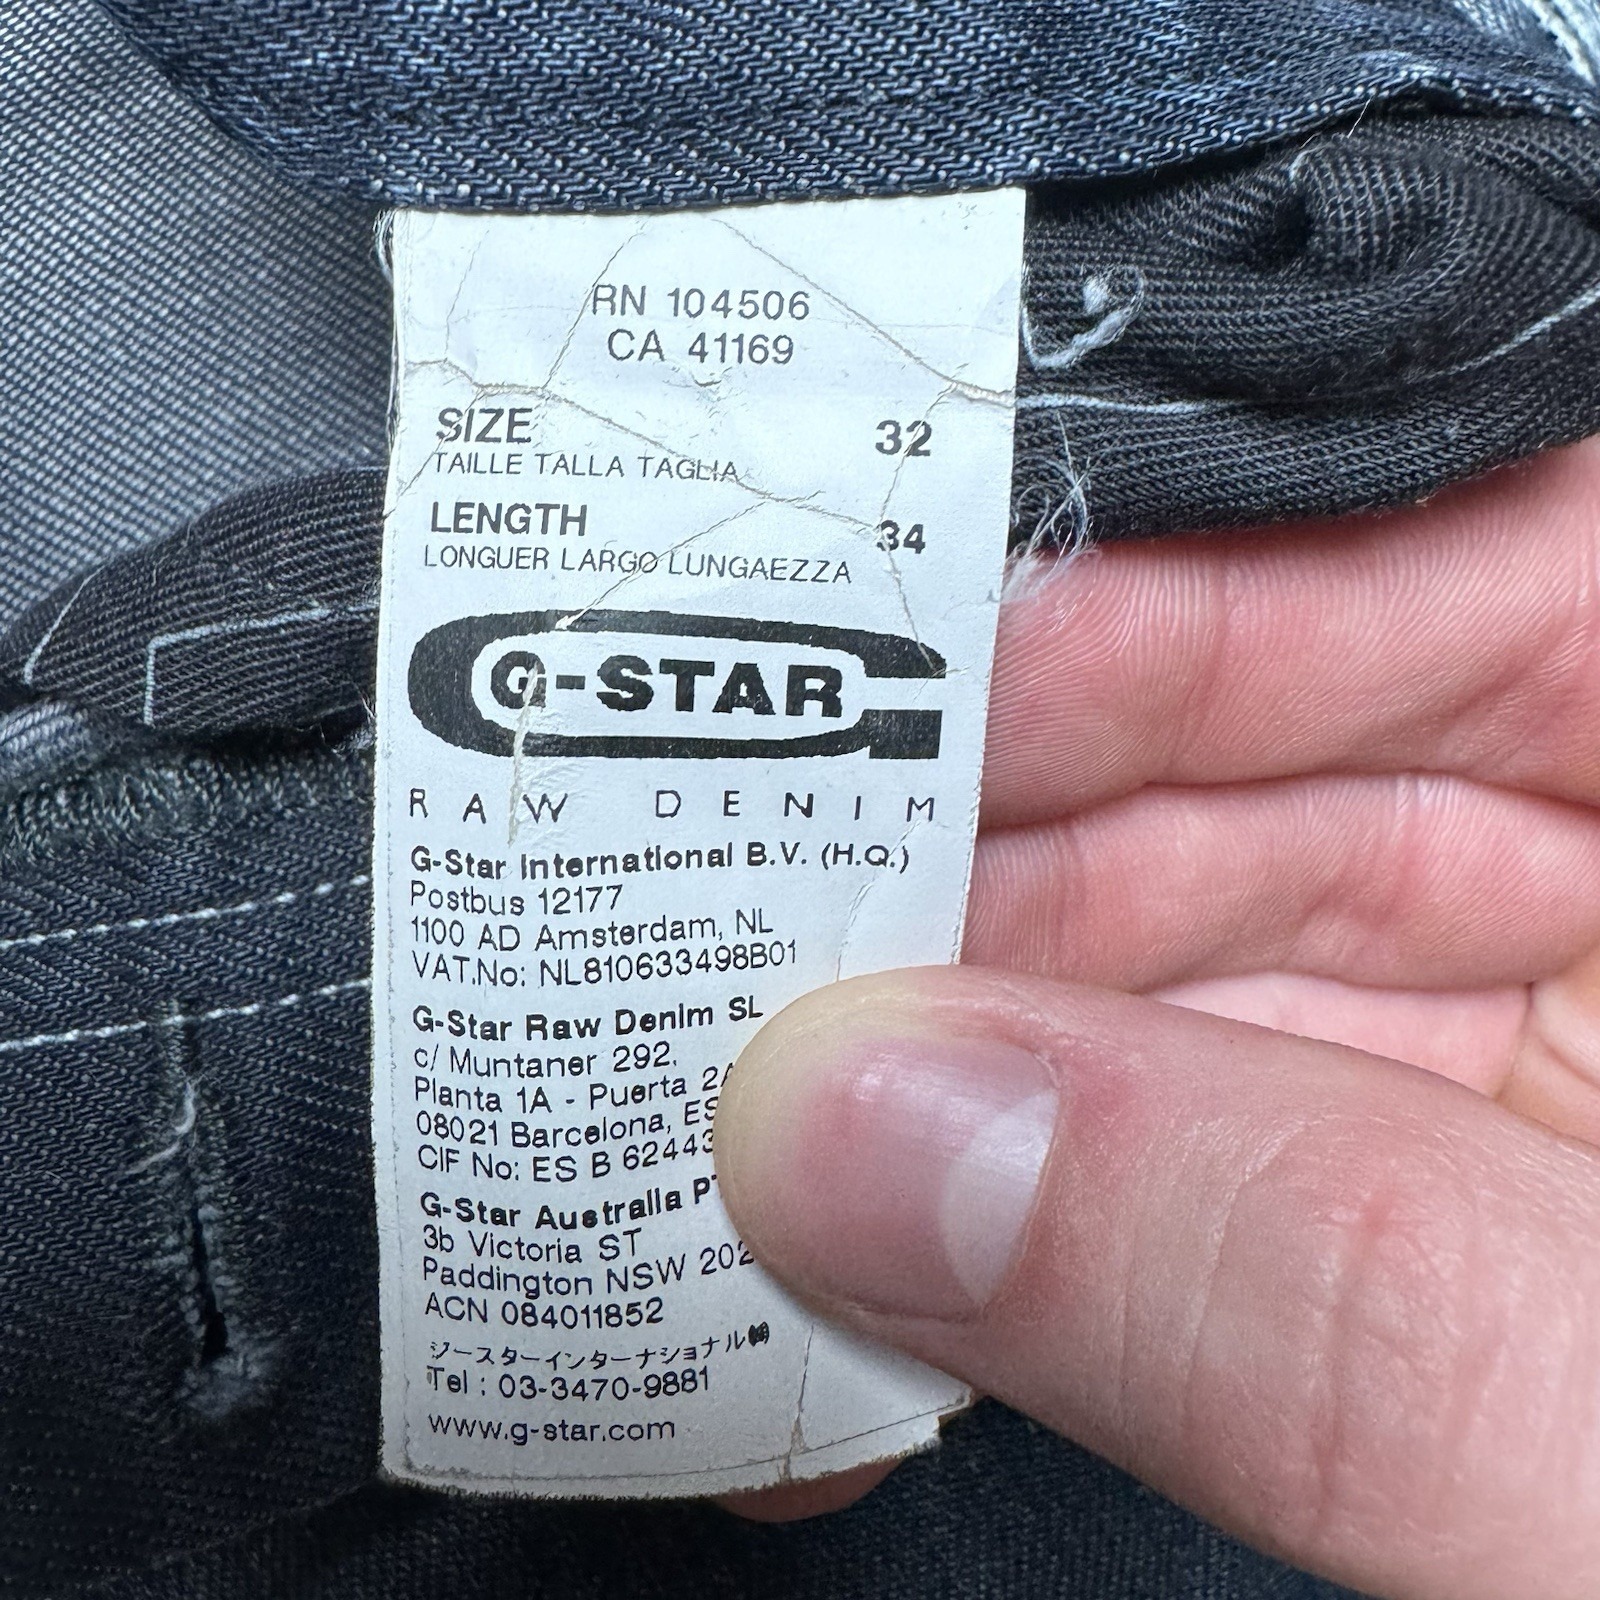 RN 104506
CA 41169
SIZE 32
TAILLE TALLA TAGLIA
LENGTH 34
LONGUER LARGO LUNGAEZZA
G-STAR
RAW DENIM
G-Star International B.V. (H.Q.)
Postbus 12177
1100 AD Amsterdam, NL
VAT.No: NL810633498B01
G-Star Raw Denim SL
c/ Muntaner 292,
Planta 1A - Puerta
08021 Barcelona, ES
CIF No: ES B
G-Star Australia
3b Victoria ST
Paddington NSW
ACN 084011852
ジースターインターナショナル㈱
Tel : 03-3470-9881
www.g-star.com